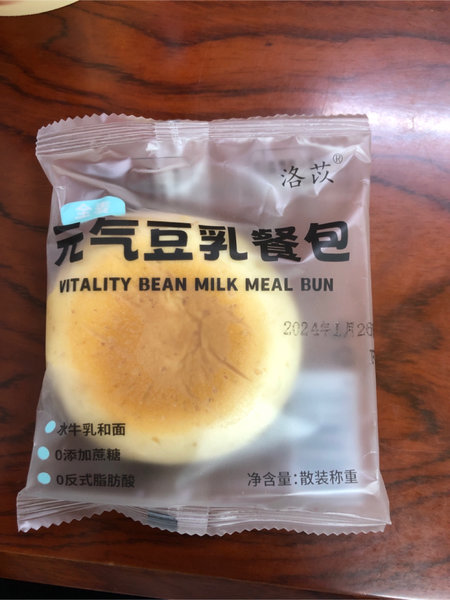 洛苡®
全麦
元气豆乳餐包
VITALITY BEAN MILK MEAL BUN
2024年1月26
水牛乳和面
0添加蔗糖
0反式脂肪酸
净含量:散装称重